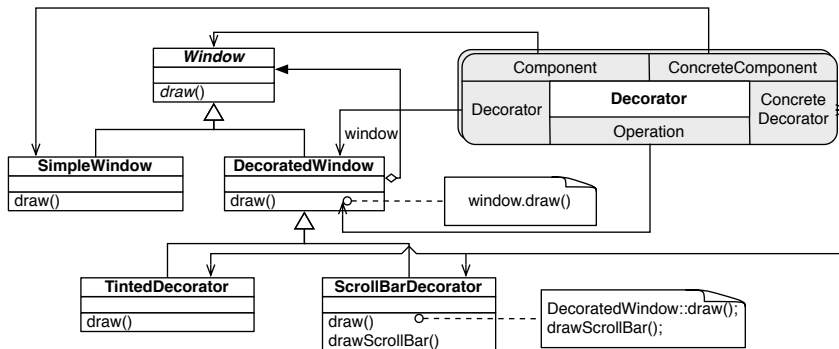 Window
draw()
Component
ConcreteComponent
Decorator
Decorator
Concrete
Decorator
Operation
window
SimpleWindow
draw()
DecoratedWindow
draw()
window.draw()
TintedDecorator
draw()
ScrollBarDecorator
draw()
drawScrollBar()
DecoratedWindow::draw();
drawScrollBar();